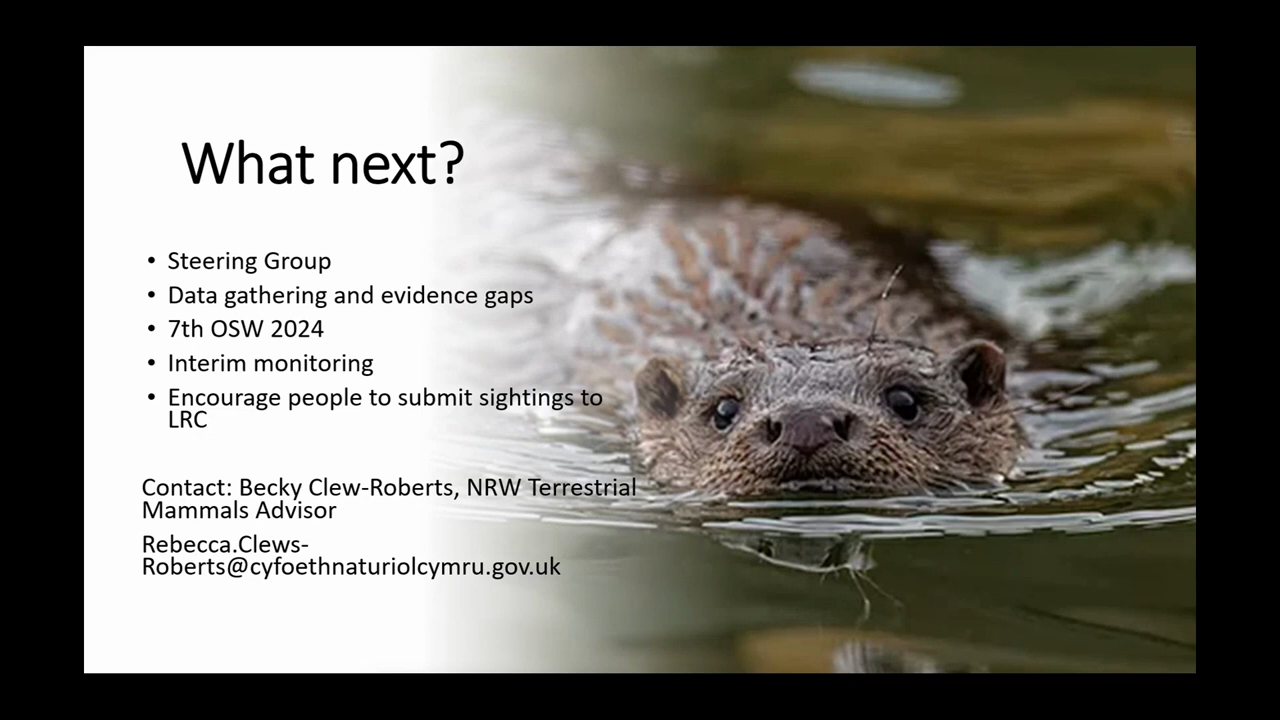 What next?
• Steering Group
• Data gathering and evidence gaps
• 7th OSW 2024
• Interim monitoring
• Encourage people to submit sightings to
LRC
Contact: Becky Clew-Roberts, NRW Terrestrial
Mammals Advisor
Rebecca.Clews-
Roberts@cyfoethnaturiolcymru.gov.uk